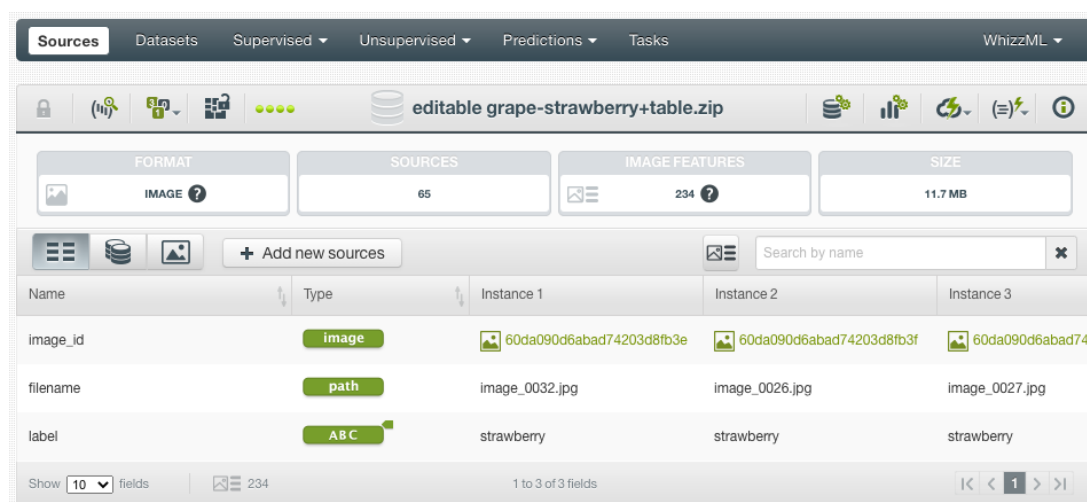 Sources Datasets Supervised Unsupervised Predictions Tasks WhizzML
editable grape-strawberry+table.zip
FORMAT SOURCES IMAGE FEATURES SIZE
IMAGE ? 65 234 ? 11.7 MB
+ Add new sources Search by name
Name Type Instance 1 Instance 2 Instance 3
image_id image 60da090d6abad74203d8fb3e 60da090d6abad74203d8fb3f 60da090d6abad74
filename path image_0032.jpg image_0026.jpg image_0027.jpg
label ABC strawberry strawberry strawberry
Show 10 fields 234 1 to 3 of 3 fields 1